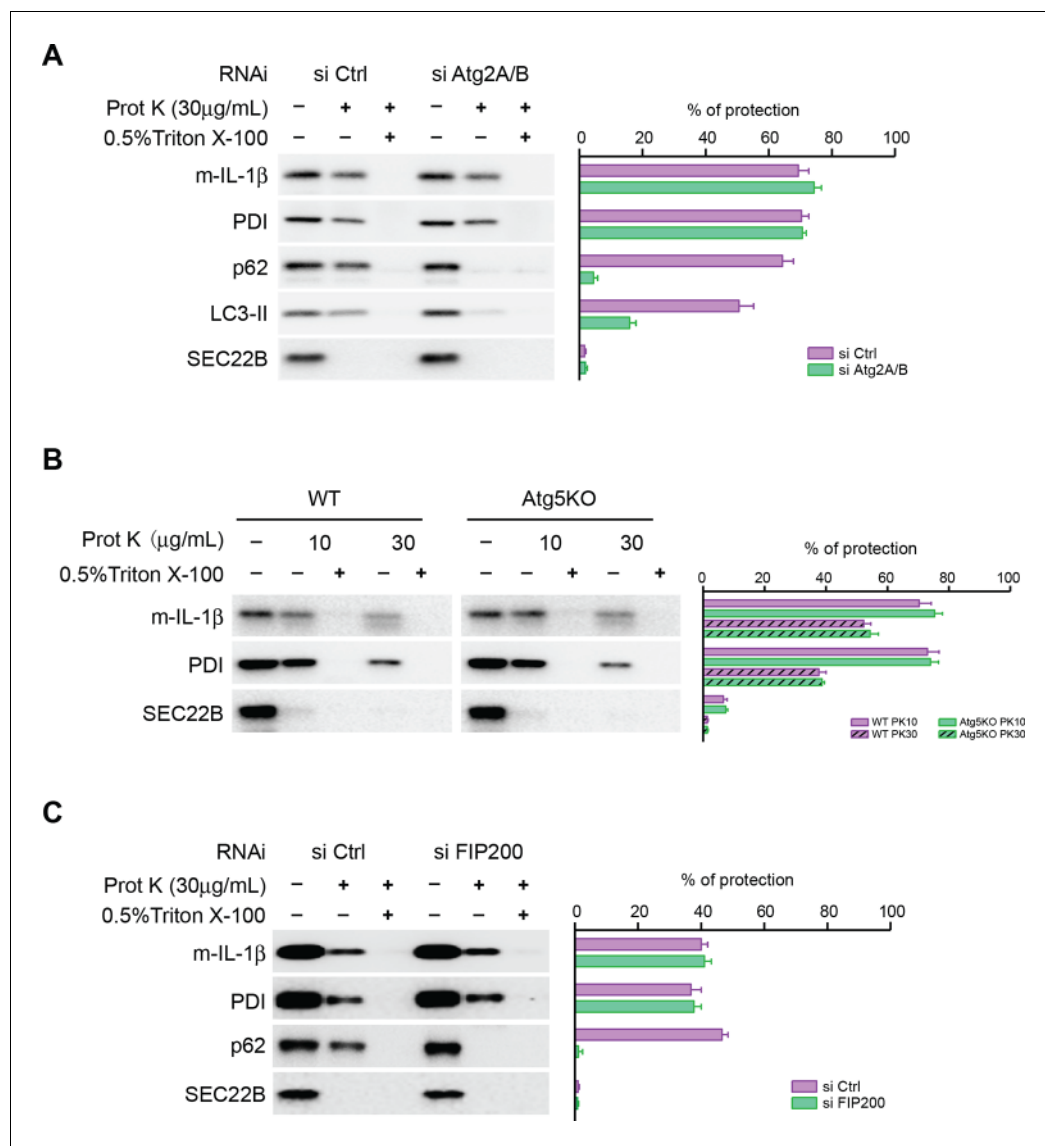 A
RNAi si Ctrl si Atg2A/B
Prot K (30μg/mL) – + + – + +
0.5%Triton X-100 – – + – – +
m-IL-1β
PDI
p62
LC3-II
SEC22B
% of protection
0 20 40 60 80 100
si Ctrl
si Atg2A/B
B
WT Atg5KO
Prot K (μg/mL) – 10 30 – 10 30
0.5%Triton X-100 – – + – + – – + – +
m-IL-1β
PDI
SEC22B
% of protection
0 20 40 60 80 100
WT PK10 Atg5KO PK10
WT PK30 Atg5KO PK30
C
RNAi si Ctrl si FIP200
Prot K (30μg/mL) – + + – + +
0.5%Triton X-100 – – + – – +
m-IL-1β
PDI
p62
SEC22B
% of protection
0 20 40 60 80 100
si Ctrl
si FIP200